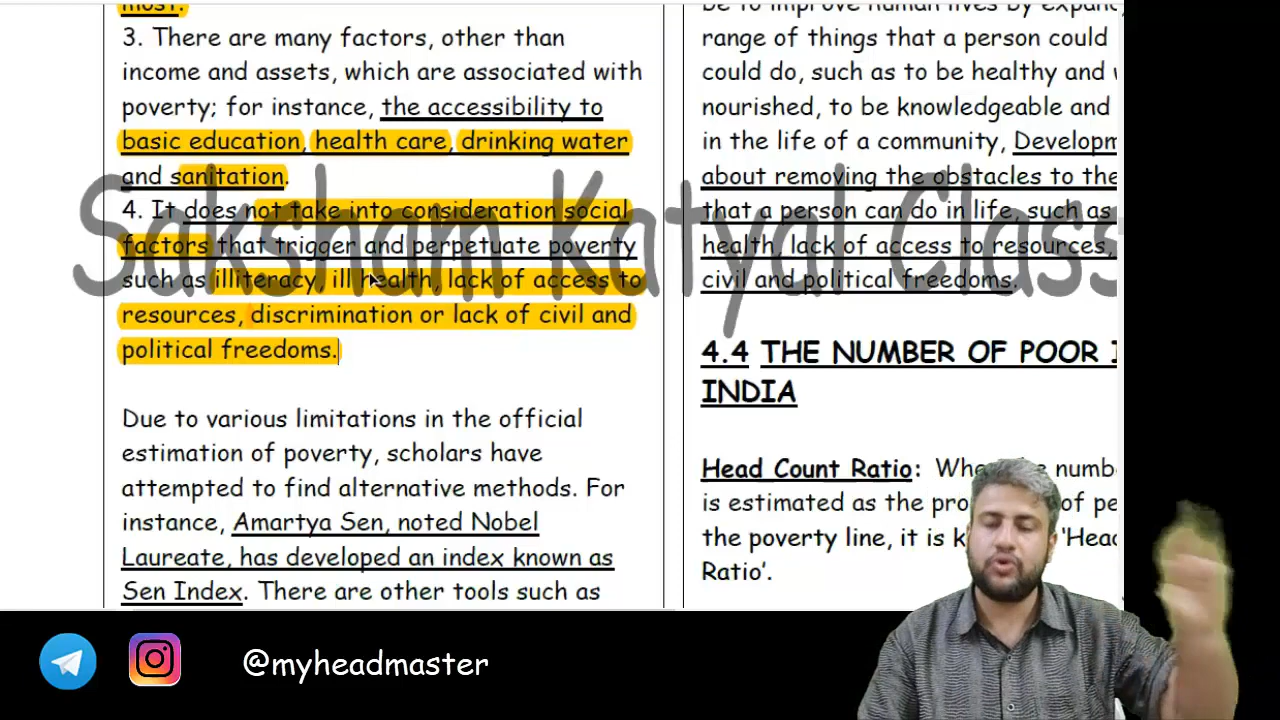 most.
3. There are many factors, other than
income and assets, which are associated with
poverty; for instance, the accessibility to
basic education, health care, drinking water
and sanitation.
4. It does not take into consideration social
factors that trigger and perpetuate poverty
such as illiteracy, ill health, lack of access to
resources, discrimination or lack of civil and
political freedoms.
Due to various limitations in the official
estimation of poverty, scholars have
attempted to find alternative methods. For
instance, Amartya Sen, noted Nobel
Laureate, has developed an index known as
Sen Index. There are other tools such as
be to improve human lives by
range of things that a person could
could do, such as to be healthy and
nourished, to be knowledgeable and
in the life of a community,
about removing the obstacles to the
that a person can do in life, such as
health, lack of access to resources,
civil and political freedoms.
4.4 THE NUMBER OF POOR
INDIA
Head Count Ratio:
is estimated as the of
the poverty line, it is
Ratio'.
Saksham Katyal
@myheadmaster